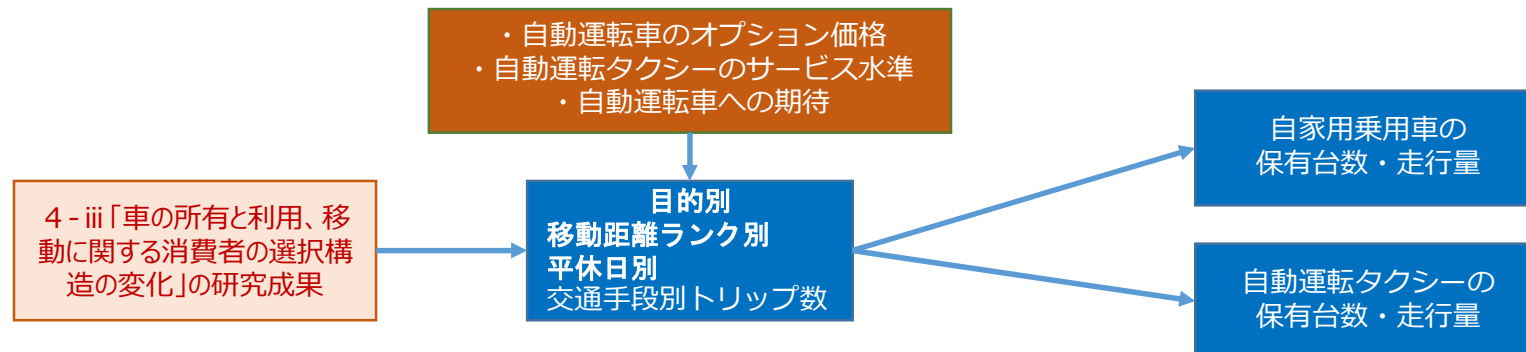 ・自動運転車のオプション価格
・自動運転タクシーのサービス水準
・自動運転車への期待
4-ⅲ「車の所有と利用、移
動に関する消費者の選択構
造の変化」の研究成果
目的別
移動距離ランク別
平休日別
交通手段別トリップ数
自家用乗用車の
保有台数・走行量
自動運転タクシーの
保有台数・走行量